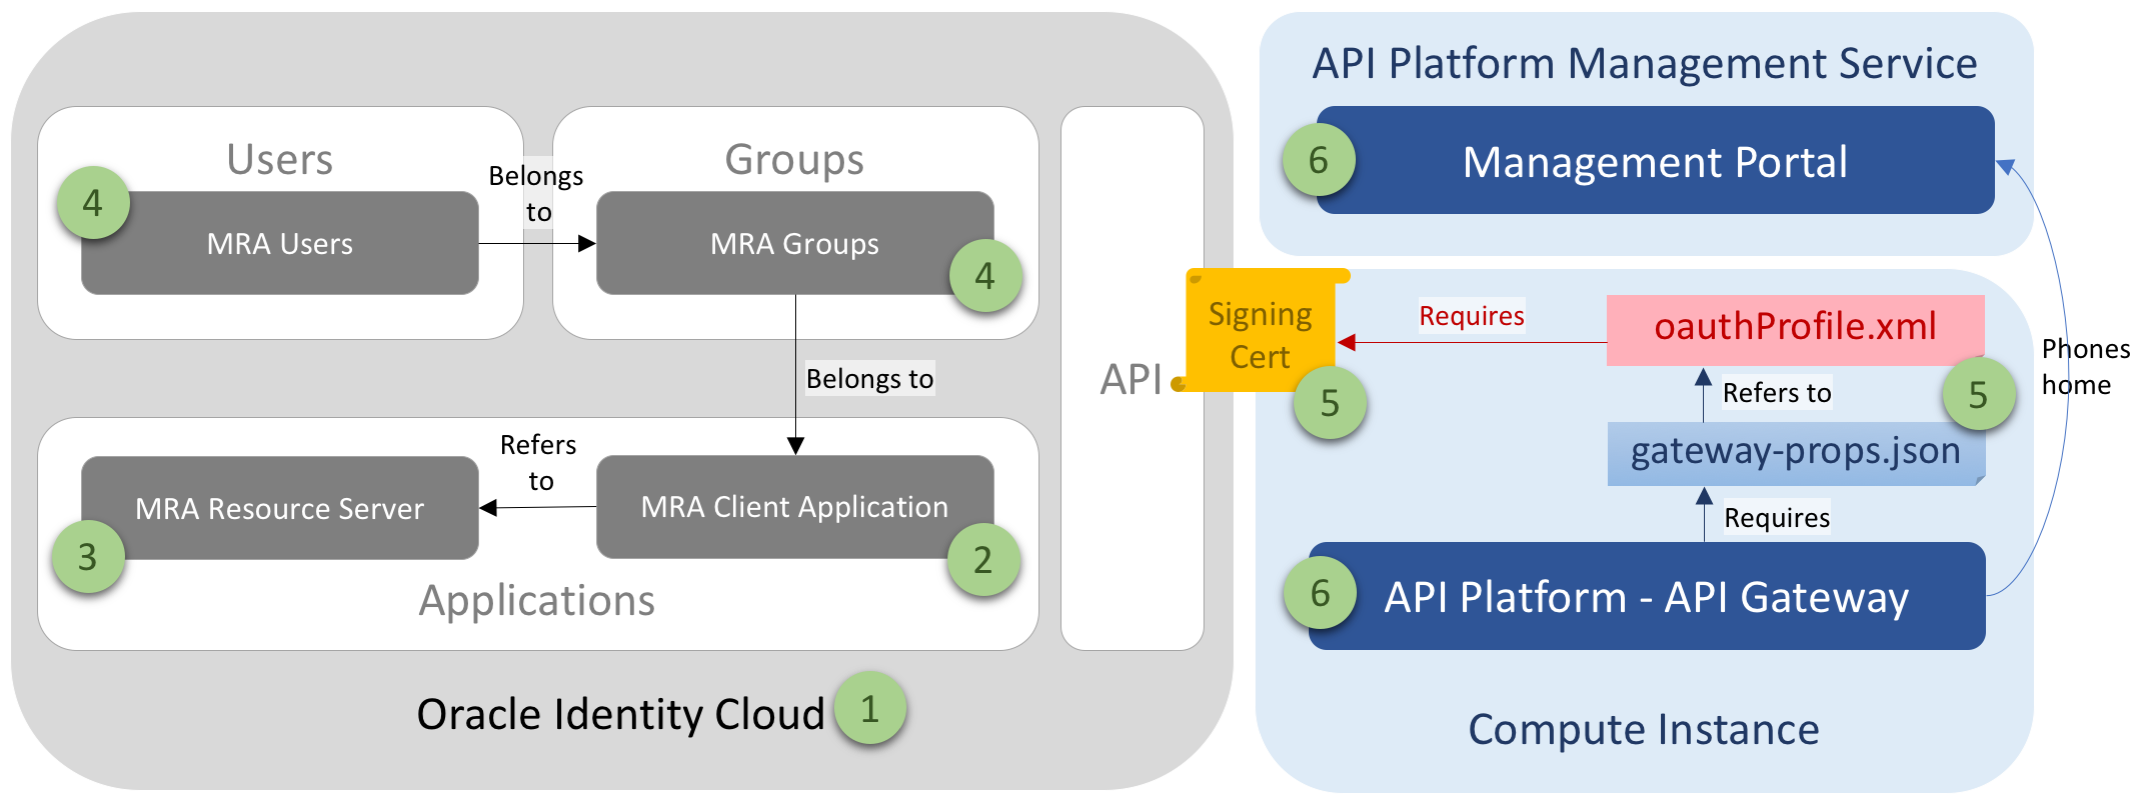 Users
4
MRA Users
Belongs
to
Groups
MRA Groups
4
Belongs to
MRA Resource Server
3
Refers
to
MRA Client Application
2
Applications
Oracle Identity Cloud
1
API
Signing
Cert
5
API Platform Management Service
6
Management Portal
Requires
oauthProfile.xml
5
Refers to
gateway-props.json
Requires
6
API Platform - API Gateway
Phones
home
Compute Instance